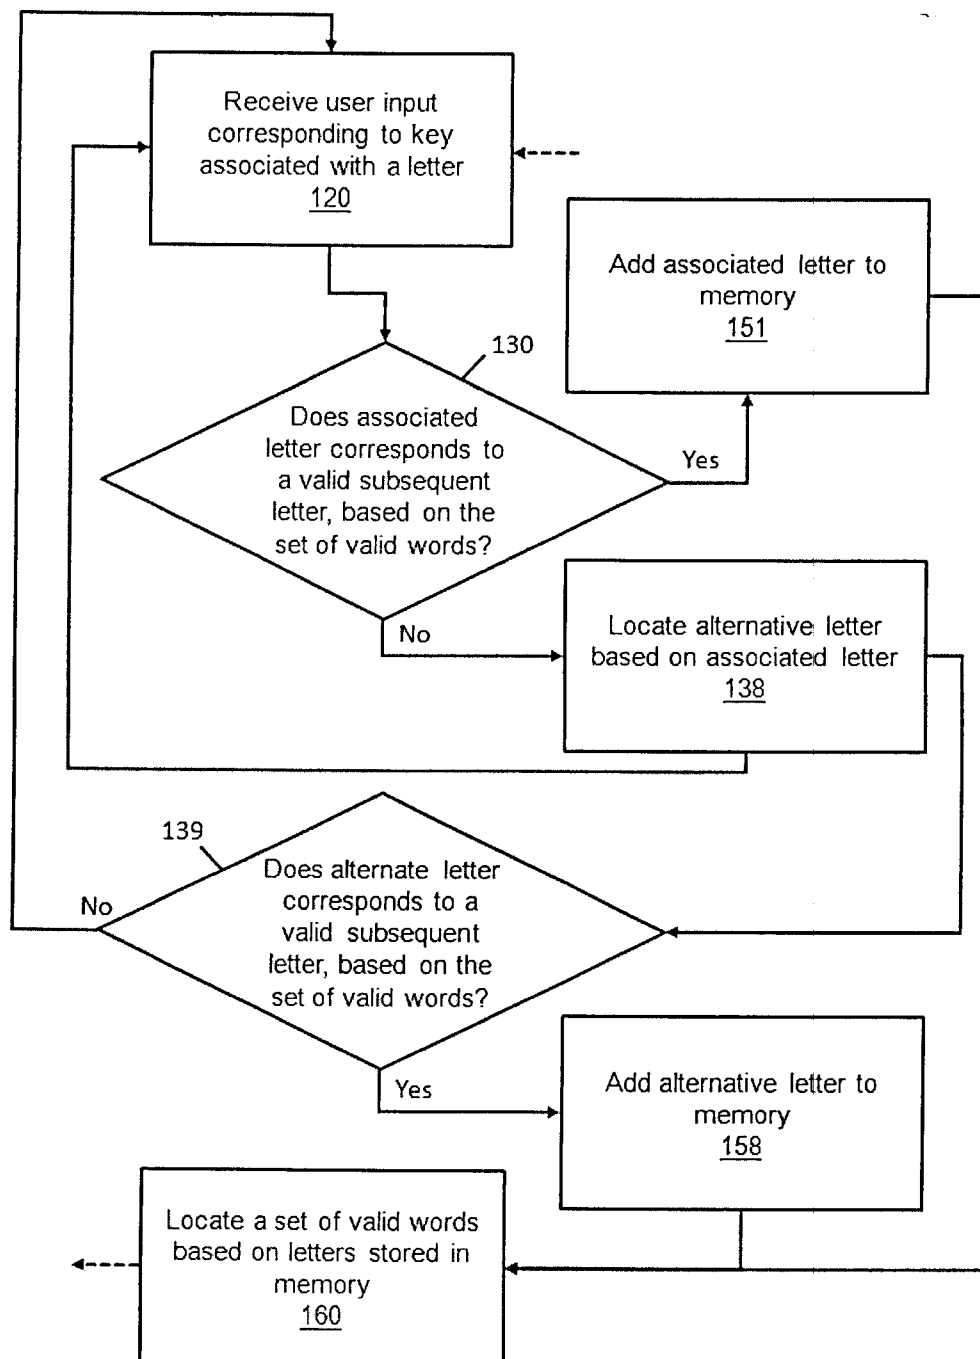 Receive user input
corresponding to key
associated with a letter
120
Add associated letter to
memory
151
130
Does associated
letter corresponds to
a valid subsequent
letter, based on the
set of valid words?
Yes
No
Locate alternative letter
based on associated letter
138
139
Does alternate letter
corresponds to a
valid subsequent
letter, based on the
set of valid words?
No
Yes
Add alternative letter to
memory
158
Locate a set of valid words
based on letters stored in
memory
160